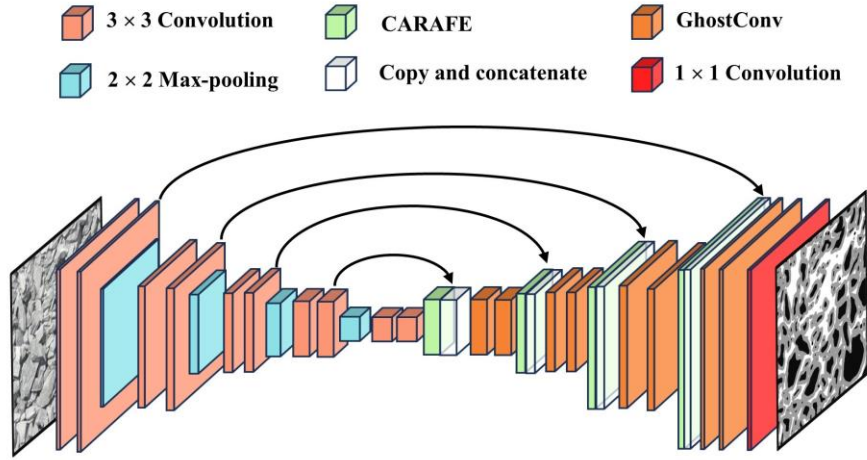 3 × 3 Convolution
CARAFE
GhostConv
2 × 2 Max-pooling
Copy and concatenate
1 × 1 Convolution